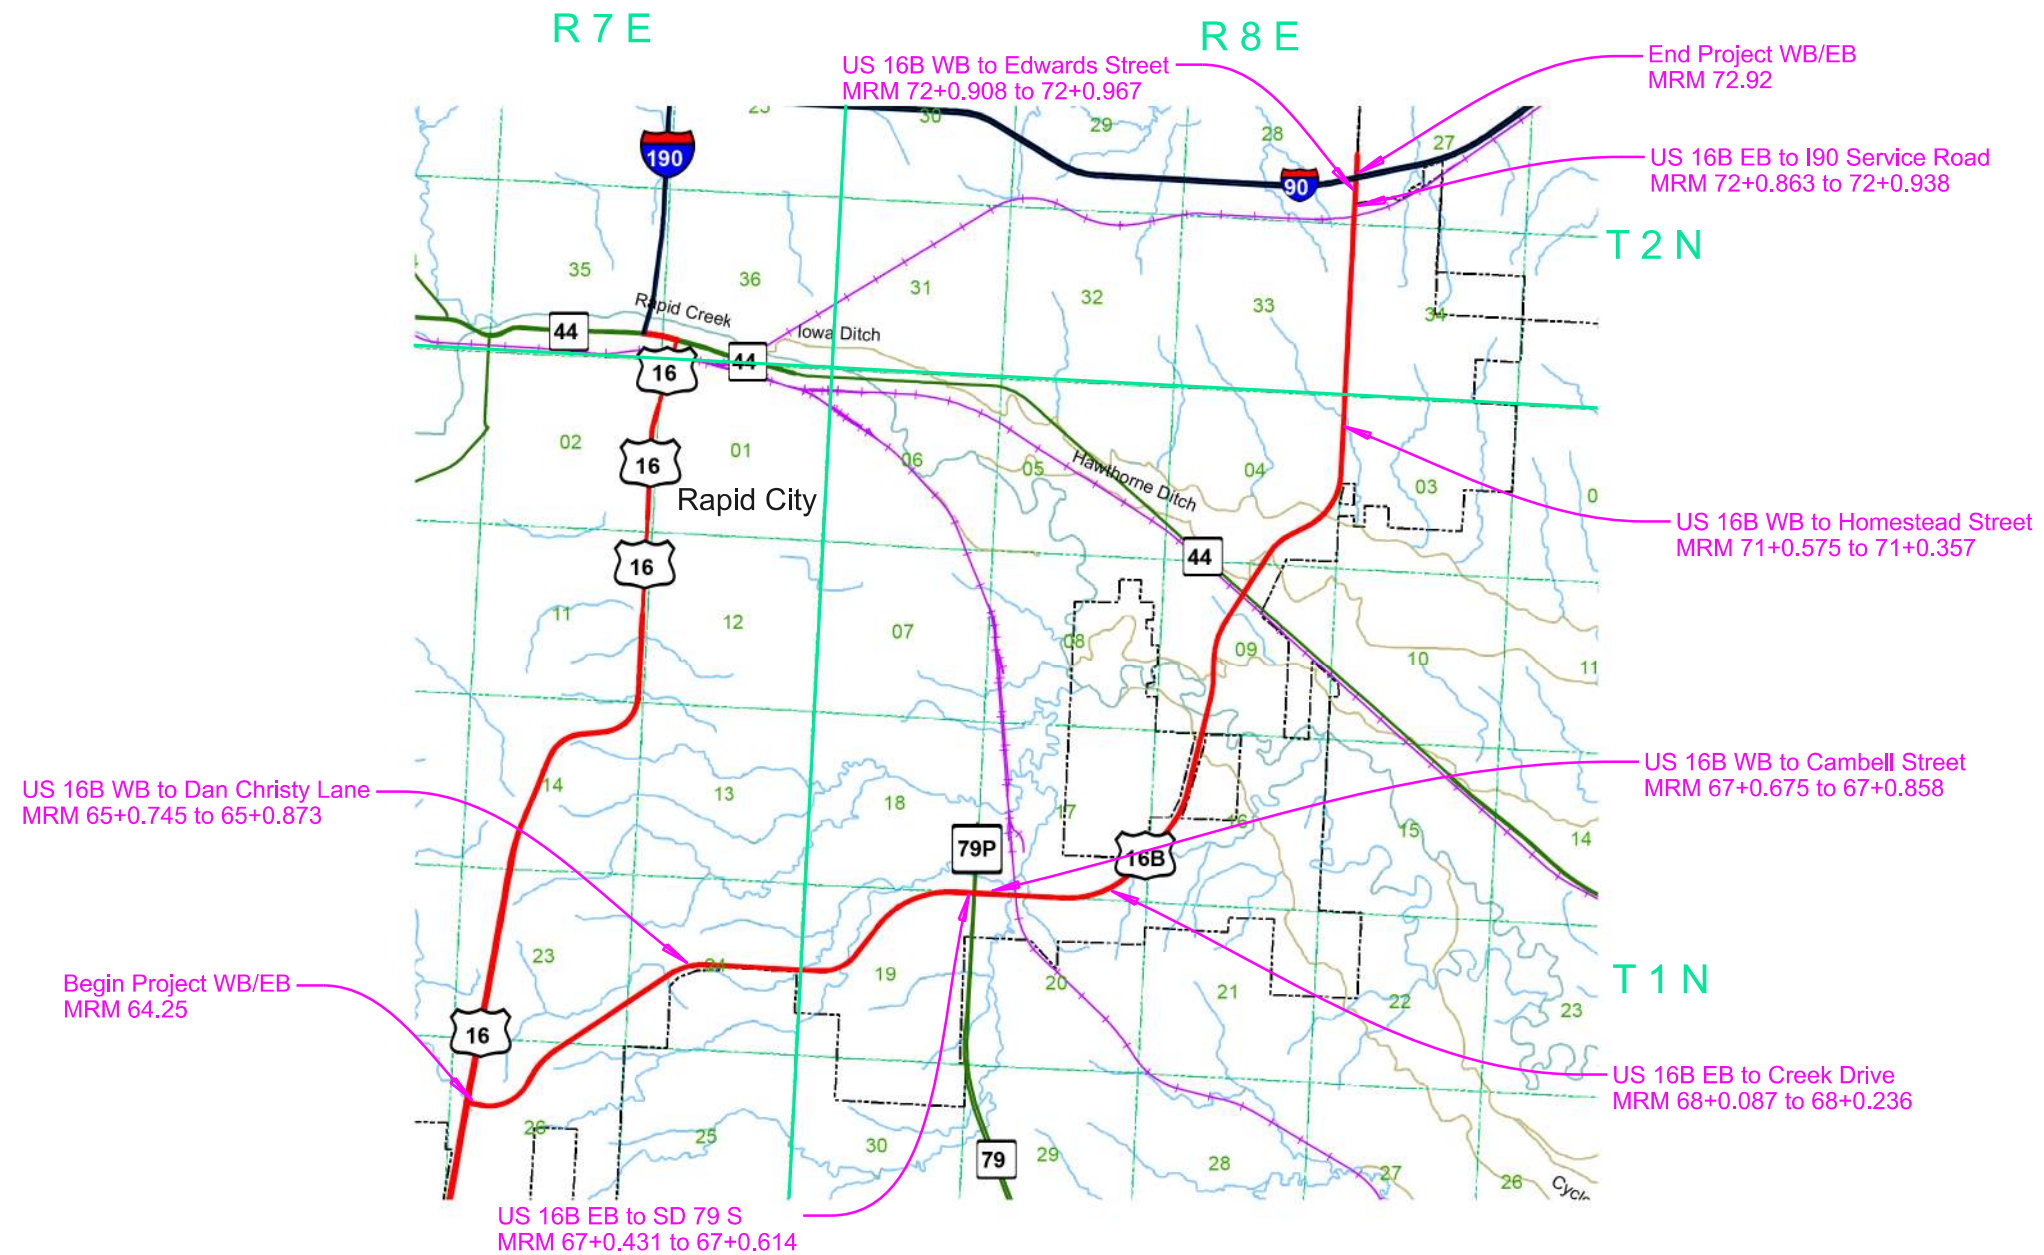 R 7 E
R 8 E
US 16B WB to Edwards Street
MRM 72+0.908 to 72+0.967
End Project WB/EB
MRM 72.92
25
30
29
28
27
190
90
US 16B EB to I90 Service Road
MRM 72+0.863 to 72+0.938
T 2 N
35
36
31
32
33
34
Rapid Creek
Iowa Ditch
44
44
16
02
01
06
05
04
03
0
Hawthorne Ditch
16
Rapid City
US 16B WB to Homestead Street
MRM 71+0.575 to 71+0.357
16
44
11
12
07
08
09
10
11
US 16B WB to Cambell Street
MRM 67+0.675 to 67+0.858
US 16B WB to Dan Christy Lane
MRM 65+0.745 to 65+0.873
14
13
18
17
16
15
14
79P
16B
23
24
19
20
21
22
23
T 1 N
Begin Project WB/EB
MRM 64.25
16
US 16B EB to Creek Drive
MRM 68+0.087 to 68+0.236
26
25
30
29
28
27
26
79
US 16B EB to SD 79 S
MRM 67+0.431 to 67+0.614